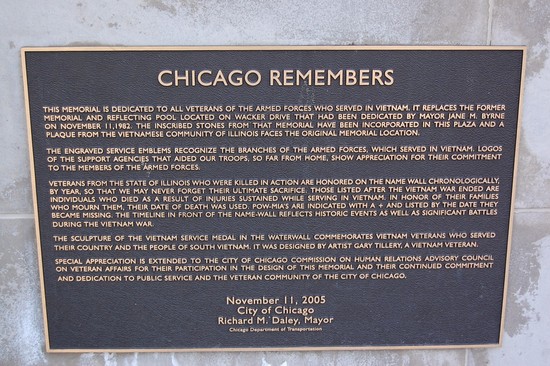 CHICAGO REMEMBERS
THIS MEMORIAL IS DEDICATED TO ALL VETERANS OF THE ARMED FORCES WHO SERVED IN VIETNAM. IT REPLACES THE FORMER
MEMORIAL AND REFLECTING POOL LOCATED ON WACKER DRIVE THAT HAD BEEN DEDICATED BY MAYOR JANE M. BYRNE
ON NOVEMBER 11, 1982. THE INSCRIBED STONES FROM THAT MEMORIAL HAVE BEEN INCORPORATED IN THIS PLAZA AND A
PLAQUE FROM THE VIETNAMESE COMMUNITY OF ILLINOIS FACES THE ORIGINAL MEMORIAL LOCATION.
THE ENGRAVED SERVICE EMBLEMS RECOGNIZE THE BRANCHES OF THE ARMED FORCES, WHICH SERVED IN VIETNAM. LOGOS
OF THE SUPPORT AGENCIES THAT AIDED OUR TROOPS, SO FAR FROM HOME, SHOW APPRECIATION FOR THEIR COMMITMENT
TO THE MEMBERS OF THE ARMED FORCES.
VETERANS FROM THE STATE OF ILLINOIS WHO WERE KILLED IN ACTION ARE HONORED ON THE NAME WALL CHRONOLOGICALLY,
BY YEAR, SO THAT WE MAY NEVER FORGET THEIR ULTIMATE SACRIFICE. THOSE LISTED AFTER THE VIETNAM WAR ENDED ARE
INDIVIDUALS WHO DIED AS A RESULT OF INJURIES SUSTAINED WHILE SERVING IN VIETNAM. IN HONOR OF THEIR FAMILIES
WHO MOURN THEM, THEIR DATE OF DEATH WAS USED. POW-MIA'S ARE INDICATED WITH A + AND LISTED BY THE DATE THEY
BECAME MISSING. THE TIMELINE IN FRONT OF THE NAME-WALL REFLECTS HISTORIC EVENTS AS WELL AS SIGNIFICANT BATTLES
DURING THE VIETNAM WAR.
THE SCULPTURE OF THE VIETNAM SERVICE MEDAL IN THE WATERWALL COMMEMORATES VIETNAM VETERANS WHO SERVED
THEIR COUNTRY AND THE PEOPLE OF SOUTH VIETNAM. IT WAS DESIGNED BY ARTIST GARY TILLERY, A VIETNAM VETERAN.
SPECIAL APPRECIATION IS EXTENDED TO THE CITY OF CHICAGO COMMISSION ON HUMAN RELATIONS ADVISORY COUNCIL
ON VETERAN AFFAIRS FOR THEIR PARTICIPATION IN THE DESIGN OF THIS MEMORIAL AND THEIR CONTINUED COMMITMENT
AND DEDICATION TO PUBLIC SERVICE AND THE VETERAN COMMUNITY OF THE CITY OF CHICAGO.
November 11, 2005
City of Chicago
Richard M. Daley, Mayor
Chicago Department of Transportation